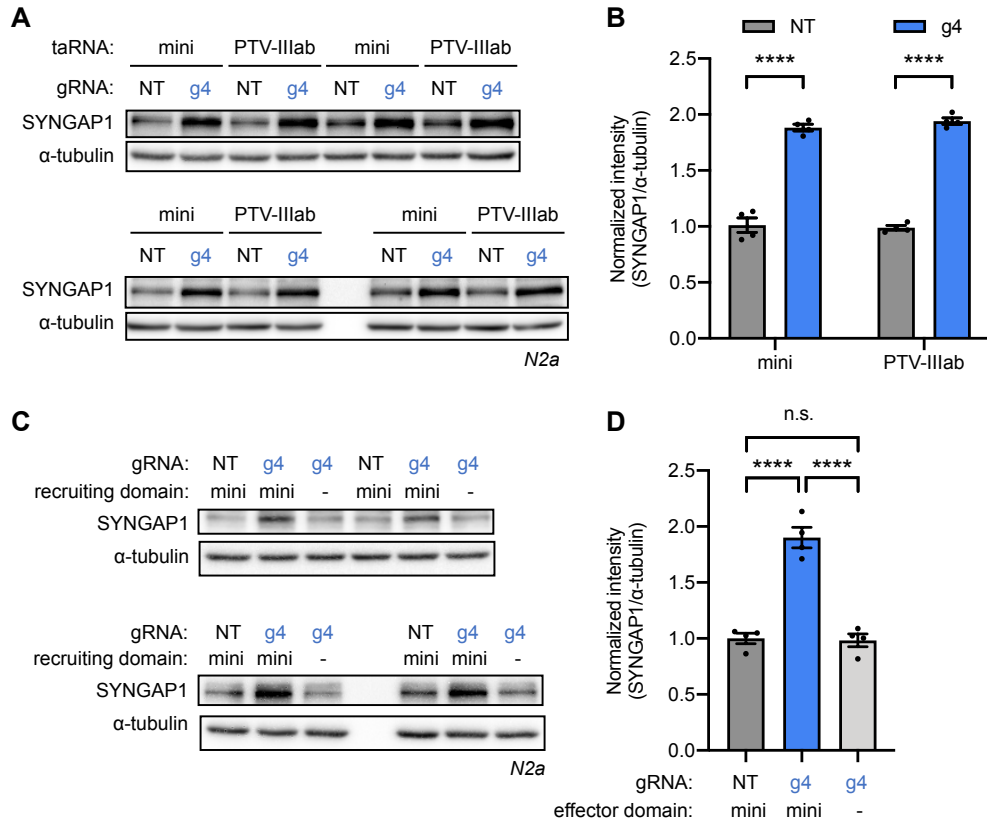 A
taRNA: mini PTV-IIIab mini PTV-IIIab
gRNA: NT g4 NT g4 NT g4 NT g4
SYNGAP1
α-tubulin
mini PTV-IIIab mini PTV-IIIab
NT g4 NT g4 NT g4 NT g4
SYNGAP1
α-tubulin
N2a
B
NT g4
**** ****
Normalized intensity
(SYNGAP1/α-tubulin)
2.5
2.0
1.5
1.0
0.5
0.0
mini PTV-IIIab
C
gRNA: NT g4 g4 NT g4 g4
recruiting domain: mini mini - mini mini -
SYNGAP1
α-tubulin
gRNA: NT g4 g4 NT g4 g4
recruiting domain: mini mini - mini mini -
SYNGAP1
α-tubulin
N2a
D
n.s.
**** ****
Normalized intensity
(SYNGAP1/α-tubulin)
2.5
2.0
1.5
1.0
0.5
0.0
gRNA: NT g4 g4
effector domain: mini mini -